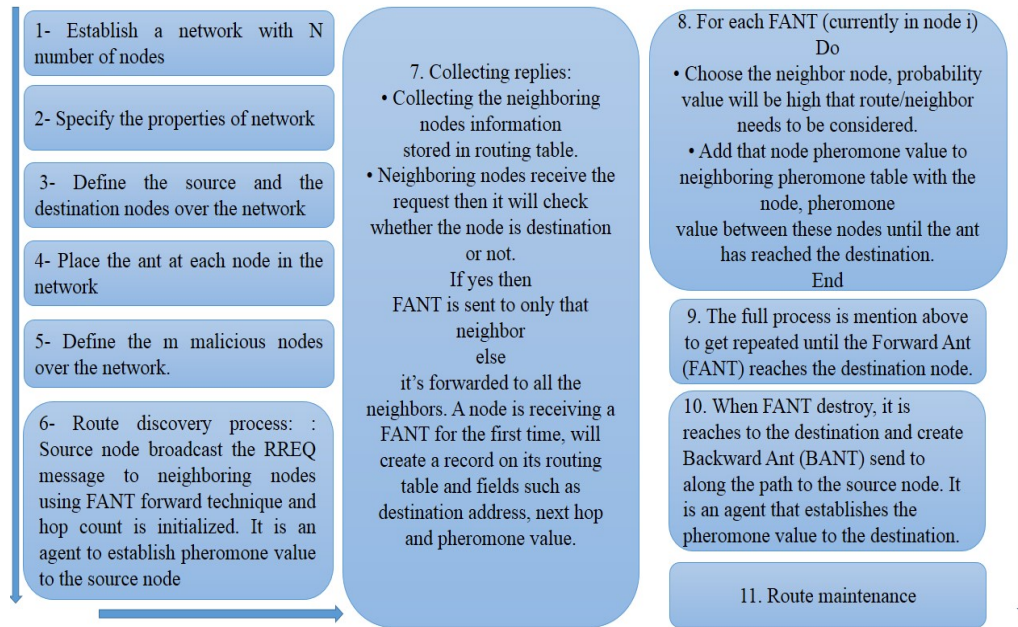 1- Establish a network with N
number of nodes
2- Specify the properties of network
3- Define the source and the
destination nodes over the network
4- Place the ant at each node in the
network
5- Define the m malicious nodes
over the network.
6- Route discovery process: :
Source node broadcast the RREQ
message to neighboring nodes
using FANT forward technique and
hop count is initialized. It is an
agent to establish pheromone value
to the source node
7. Collecting replies:
• Collecting the neighboring
nodes information
stored in routing table.
• Neighboring nodes receive the
request then it will check
whether the node is destination
or not.
If yes then
FANT is sent to only that
neighbor
else
it's forwarded to all the
neighbors. A node is receiving a
FANT for the first time, will
create a record on its routing
table and fields such as
destination address, next hop
and pheromone value.
8. For each FANT (currently in node i)
Do
• Choose the neighbor node, probability
value will be high that route/neighbor
needs to be considered.
• Add that node pheromone value to
neighboring pheromone table with the
node, pheromone
value between these nodes until the ant
has reached the destination.
End
9. The full process is mention above
to get repeated until the Forward Ant
(FANT) reaches the destination node.
10. When FANT destroy, it is
reaches to the destination and create
Backward Ant (BANT) send to
along the path to the source node. It
is an agent that establishes the
pheromone value to the destination.
11. Route maintenance